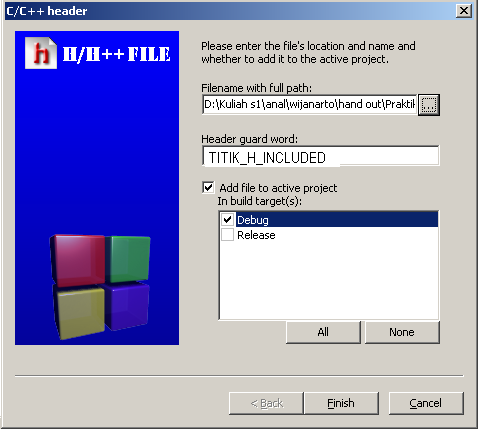 C/C++ header
h H/H++ FILE
Please enter the file's location and name and
whether to add it to the active project.
Filename with full path:
D:\Kuliah s1\anal\wijanarto\hand out\Praktik
...
Header guard word:
TITIK_H_INCLUDED
Add file to active project
In build target(s):
Debug
Release
All
None
< Back
Finish
Cancel